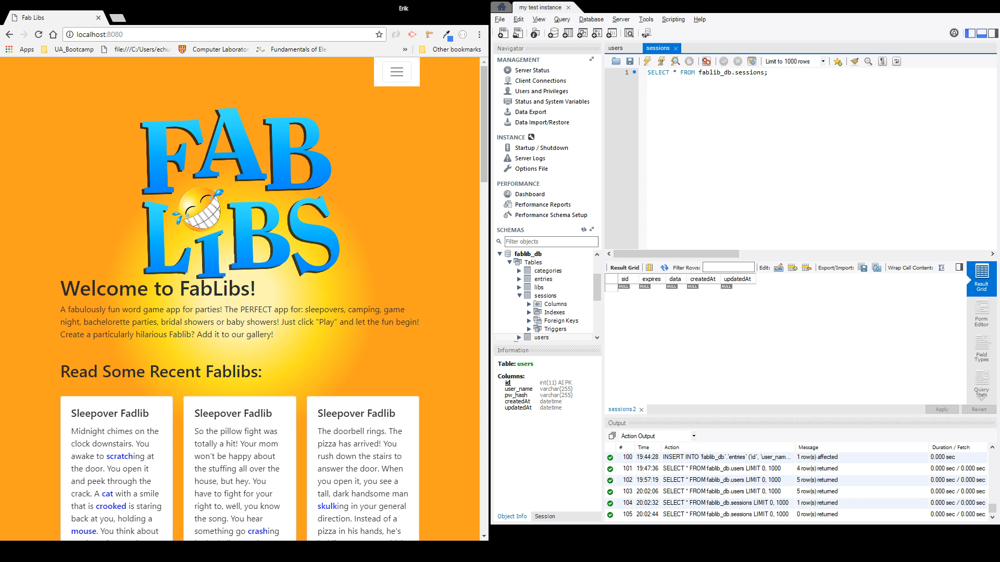 Erik
Fab Libs
localhost:8080
Apps
UA_Bootcamp
file:///C:/Users/echu
Computer Laborator
Fundamentals of Ele
»
Other bookmarks
FAB
LiBS
Welcome to FabLibs!
A fabulously fun word game app for parties! The PERFECT app for: sleepovers, camping, game
night, bachelorette parties, bridal showers or baby showers! Just click "Play" and let the fun begin!
Create a particularly hilarious Fablib? Add it to our gallery!
Read Some Recent Fablibs:
Sleepover Fadlib
Midnight chimes on the
clock downstairs. You
awake to scratching at
the door. You open it
and peek through the
crack. A cat with a smile
that is crooked is staring
back at you, holding a
mouse. You think about
Sleepover Fadlib
So the pillow fight was
totally a hit! Your mom
won't be happy about
the stuffing all over the
house, but hey. You
have to fight for your
right to, well, you know
the song. You hear
something go crashing
Sleepover Fadlib
The doorbell rings. The
pizza has arrived! You
rush down the stairs to
answer the door. When
you open it, you see a
tall, dark handsome man
skulking in your general
direction. Instead of a
pizza in his hands, he's
my test instance
File Edit View Query Database Server Tools Scripting Help
Navigator
MANAGEMENT
Server Status
Client Connections
Users and Privileges
Status and System Variables
Data Export
Data Import/Restore
INSTANCE
Startup / Shutdown
Server Logs
Options File
PERFORMANCE
Dashboard
Performance Reports
Performance Schema Setup
SCHEMAS
Filter objects
fablib_db
Tables
categories
entries
libs
sessions
Columns
Indexes
Foreign Keys
Triggers
users
Information
Table: users
Columns:
id int(11) AI PK
user_name varchar(255)
pw_hash varchar(255)
createdAt datetime
updatedAt datetime
Object Info Session
users sessions
Limit to 1000 rows
1 SELECT * FROM fablib_db.sessions;
Result Grid Filter Rows: Edit: Export/Import: Wrap Cell Content:
sid expires data createdAt updatedAt
NULL NULL NULL NULL NULL
Result
Grid
Form
Editor
Field
Types
Query
Stats
sessions2
Apply Revert
Output
Action Output
# Time Action Message Duration / Fetch
100 19:44:28 INSERT INTO `fablib_db`.`entries` (`id`, `user_nam... 1 row(s) affected 0.000 sec
101 19:47:36 SELECT * FROM fablib_db.users LIMIT 0, 1000 4 row(s) returned 0.000 sec / 0.000 sec
102 19:57:19 SELECT * FROM fablib_db.users LIMIT 0, 1000 5 row(s) returned 0.000 sec / 0.000 sec
103 20:02:06 SELECT * FROM fablib_db.users LIMIT 0, 1000 5 row(s) returned 0.000 sec / 0.000 sec
104 20:02:32 SELECT * FROM fablib_db.sessions LIMIT 0, 1000 1 row(s) returned 0.000 sec / 0.000 sec
105 20:02:44 SELECT * FROM fablib_db.sessions LIMIT 0, 1000 0 row(s) returned 0.000 sec / 0.000 sec